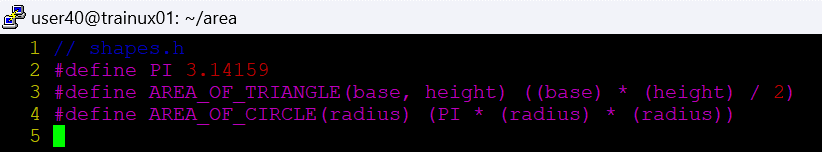 user40@trainux01: ~/area
1 // shapes.h
2 #define PI 3.14159
3 #define AREA_OF_TRIANGLE(base, height) ((base) * (height) / 2)
4 #define AREA_OF_CIRCLE(radius) (PI * (radius) * (radius))
5